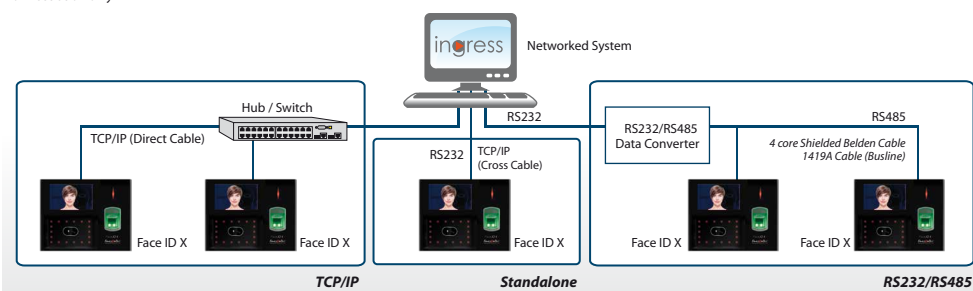 ingress
Networked System
Hub / Switch
TCP/IP (Direct Cable)
RS232
TCP/IP
(Cross Cable)
RS232
RS232/RS485
Data Converter
RS485
4 core Shielded Belden Cable
1419A Cable (Busline)
Face ID X
Face ID X
Face ID X
Face ID X
Face ID X
TCP/IP
Standalone
RS232/RS485